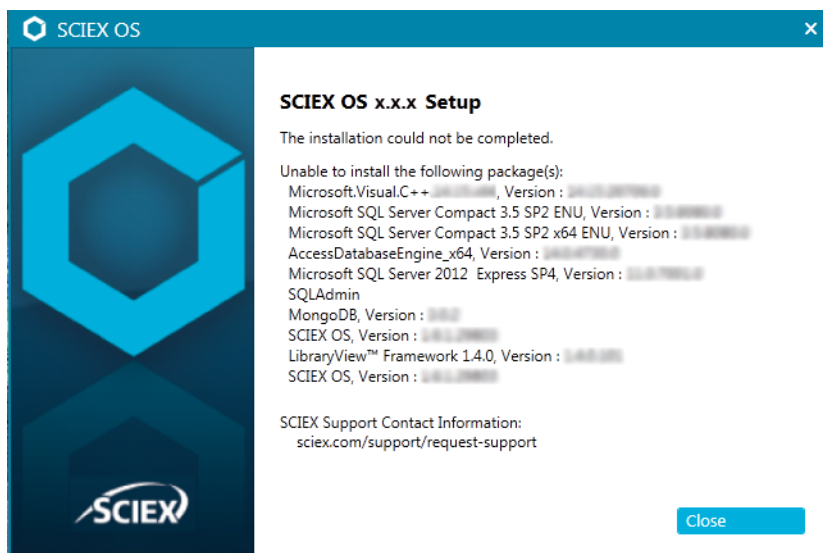 SCIEX OS
SCIEX OS x.x.x Setup
The installation could not be completed.
Unable to install the following package(s):
Microsoft.Visual.C++ , Version :
Microsoft SQL Server Compact 3.5 SP2 ENU, Version :
Microsoft SQL Server Compact 3.5 SP2 x64 ENU, Version :
AccessDatabaseEngine_x64, Version :
Microsoft SQL Server 2012 Express SP4, Version :
SQLAdmin
MongoDB, Version :
SCIEX OS, Version :
LibraryView™ Framework 1.4.0, Version :
SCIEX OS, Version :
SCIEX Support Contact Information:
sciex.com/support/request-support
SCIEX
Close